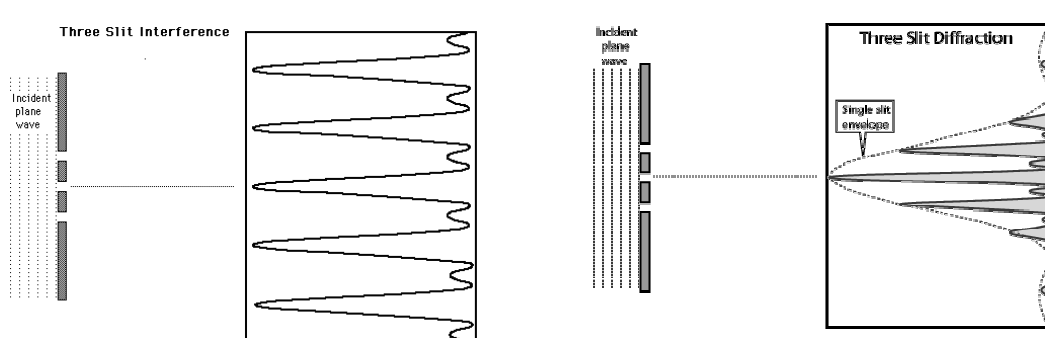 Three Slit Interference
Incident
plane
wave
Incident
plane
wave
Three Slit Diffraction
Single slit
envelope